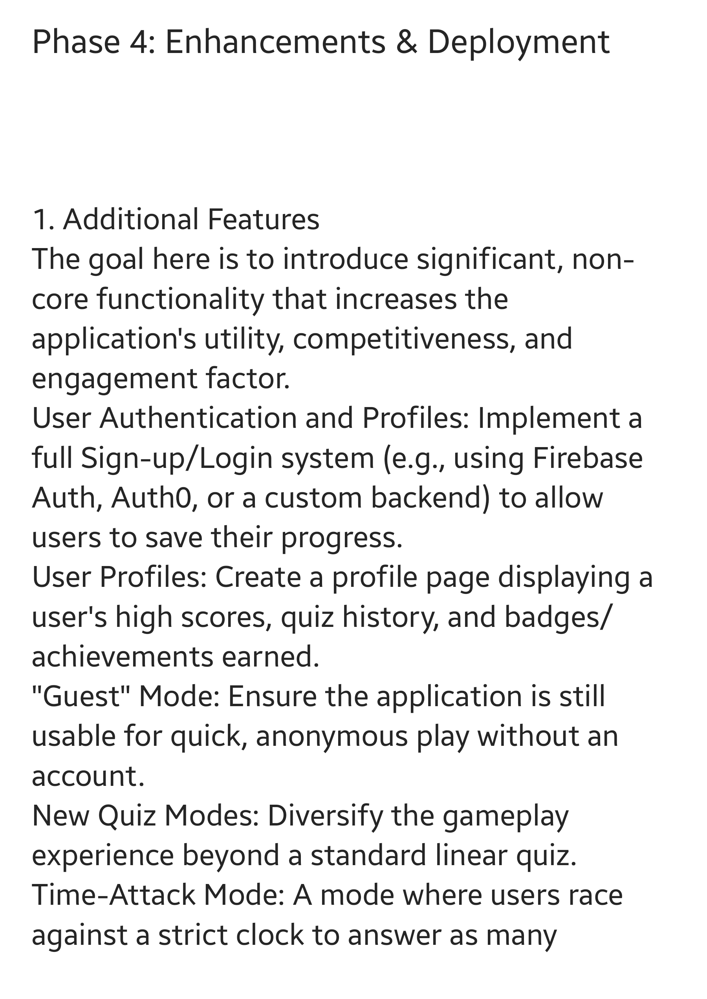 Phase 4: Enhancements & Deployment
1. Additional Features
The goal here is to introduce significant, non-
core functionality that increases the
application's utility, competitiveness, and
engagement factor.
User Authentication and Profiles: Implement a
full Sign-up/Login system (e.g., using Firebase
Auth, Auth0, or a custom backend) to allow
users to save their progress.
User Profiles: Create a profile page displaying a
user's high scores, quiz history, and badges/
achievements earned.
"Guest" Mode: Ensure the application is still
usable for quick, anonymous play without an
account.
New Quiz Modes: Diversify the gameplay
experience beyond a standard linear quiz.
Time-Attack Mode: A mode where users race
against a strict clock to answer as many